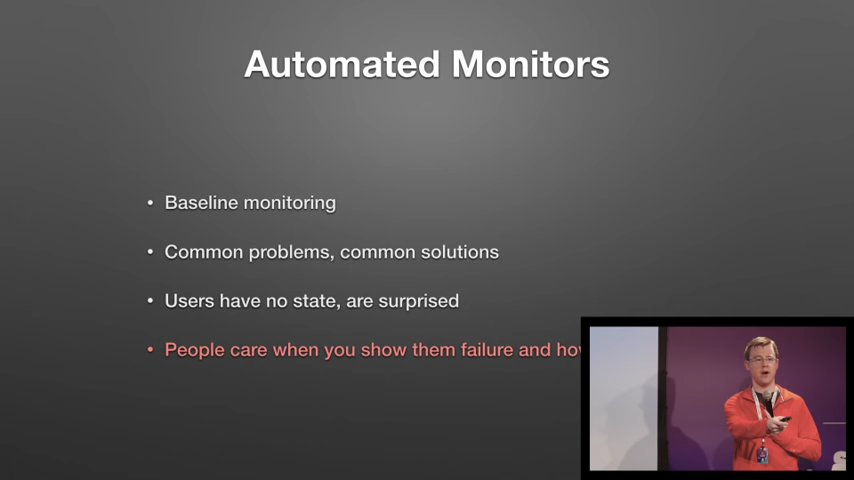 Automated Monitors
• Baseline monitoring
• Common problems, common solutions
• Users have no state, are surprised
• People care when you show them failure and how